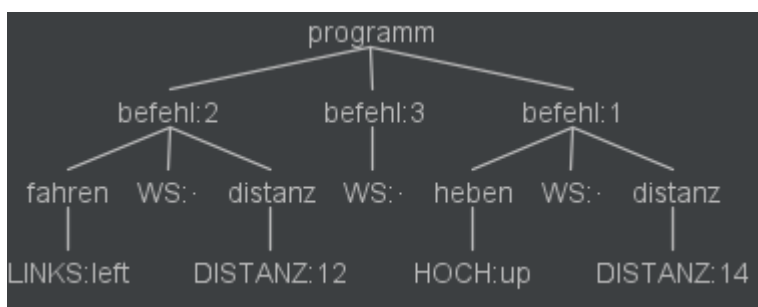 programm
befehl:2 befehl:3 befehl:1
fahren WS:· distanz WS:· heben WS:· distanz
LINKS:left DISTANZ:12 HOCH:up DISTANZ:14